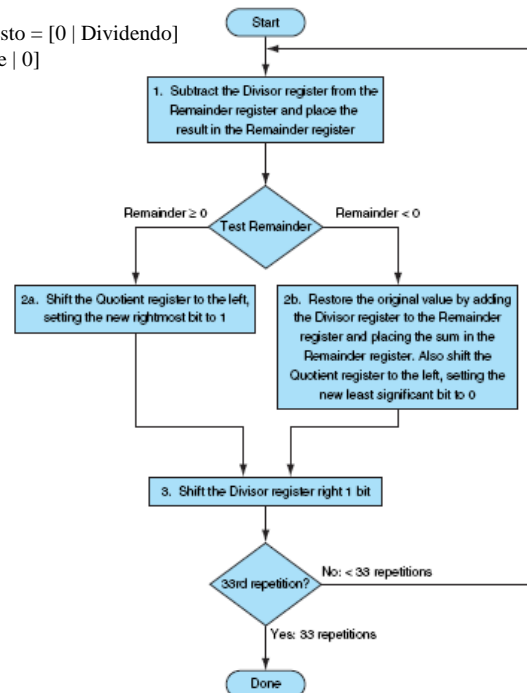 Start
sto = [0 | Dividendo]
e | 0]
1. Subtract the Divisor register from the
Remainder register and place the
result in the Remainder register
Remainder ≥ 0
Remainder < 0
Test Remainder
2a. Shift the Quotient register to the left,
setting the new rightmost bit to 1
2b. Restore the original value by adding
the Divisor register to the Remainder
register and placing the sum in the
Remainder register. Also shift the
Quotient register to the left, setting the
new least significant bit to 0
3. Shift the Divisor register right 1 bit
33rd repetition?
No: < 33 repetitions
Yes: 33 repetitions
Done